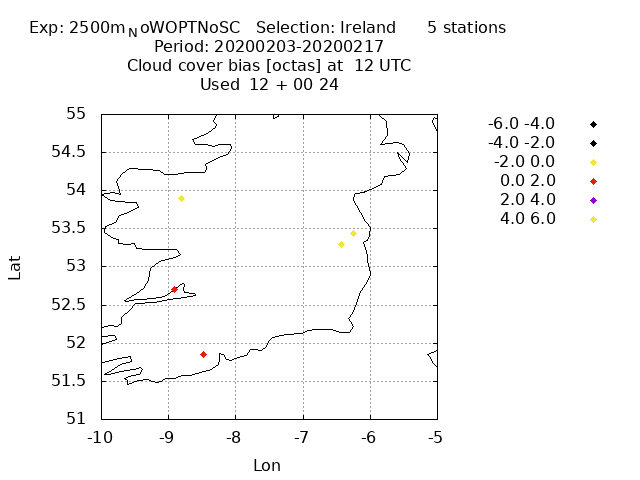 Exp: 2500mNoWOPTNoSC   Selection: Ireland      5 stations
Period: 20200203-20200217
Cloud cover bias [octas] at  12 UTC
Used  12 + 00 24
-6.0 -4.0
-4.0 -2.0
-2.0 0.0
0.0 2.0
2.0 4.0
4.0 6.0
55
54.5
54
53.5
53
52.5
52
51.5
51
Lat
-10 -9 -8 -7 -6 -5
Lon